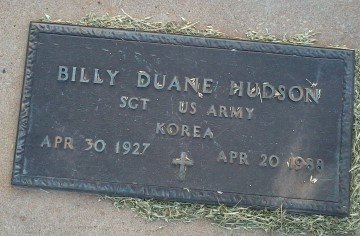 BILLY DUANE HUDSON
SGT US ARMY
KOREA
APR 30 1927
APR 20 1988